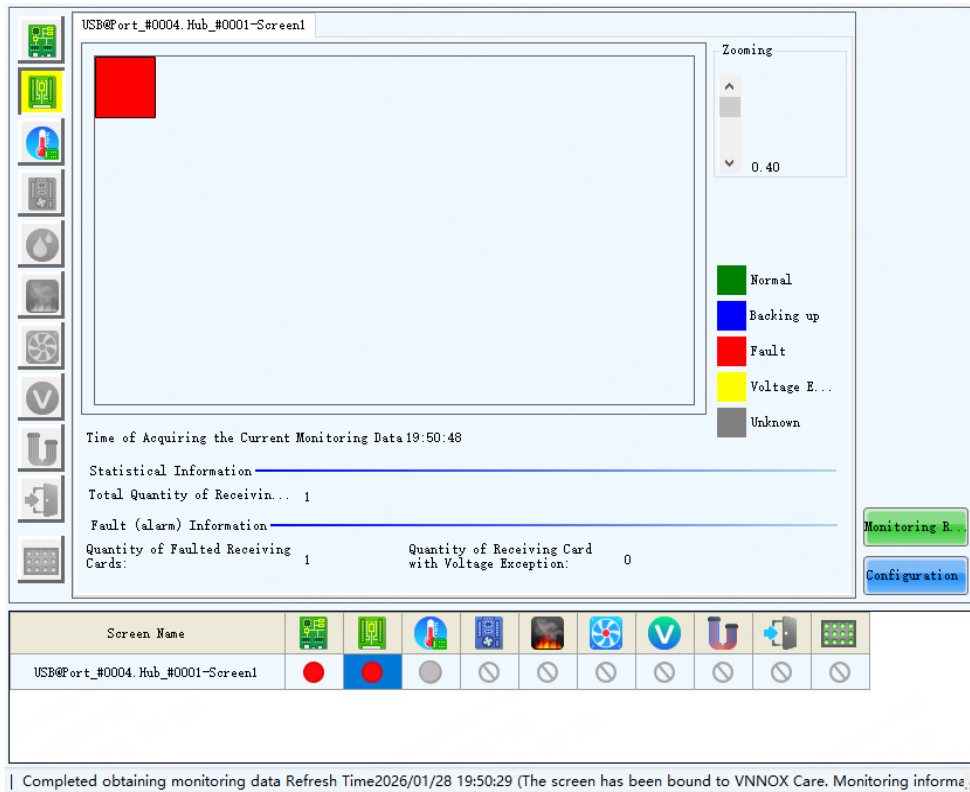 USB@Port_#0004.Hub_#0001-Screen1
Zooming
0.40
Normal
Backing up
Fault
Voltage E...
Unknown
Time of Acquiring the Current Monitoring Data 19:50:48
Statistical Information
Total Quantity of Receivin... 1
Fault (alarm) Information
Quantity of Faulted Receiving
Cards: 1
Quantity of Receiving Card
with Voltage Exception: 0
Monitoring R...
Configuration
Screen Name
USB@Port_#0004.Hub_#0001-Screen1
Completed obtaining monitoring data Refresh Time2026/01/28 19:50:29 (The screen has been bound to VNNOX Care. Monitoring informa